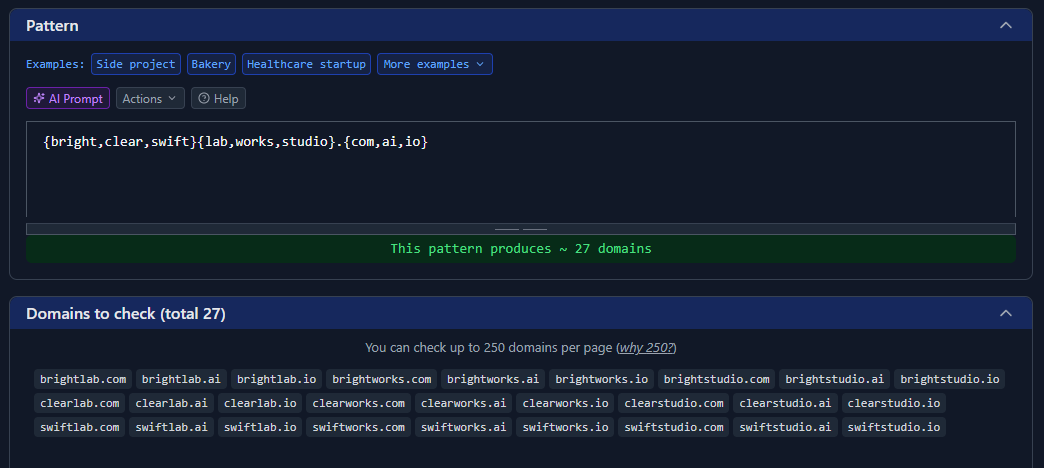 Pattern
Examples: Side project Bakery Healthcare startup More examples
AI Prompt Actions Help
{bright,clear,swift}{lab,works,studio}.{com,ai,io}
This pattern produces ~ 27 domains
Domains to check (total 27)
You can check up to 250 domains per page (why 250?)
brightlab.com brightlab.ai brightlab.io brightworks.com brightworks.ai brightworks.io brightstudio.com brightstudio.ai brightstudio.io
clearlab.com clearlab.ai clearlab.io clearworks.com clearworks.ai clearworks.io clearstudio.com clearstudio.ai clearstudio.io
swiftlab.com swiftlab.ai swiftlab.io swiftworks.com swiftworks.ai swiftworks.io swiftstudio.com swiftstudio.ai swiftstudio.io